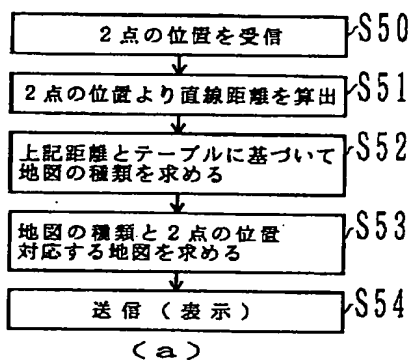 2点の位置を受信 S50
2点の位置より直線距離を算出 S51
上記距離とテーブルに基づいて S52
地図の種類を求める
地図の種類と2点の位置 S53
対応する地図を求める
送信(表示) S54
(a)